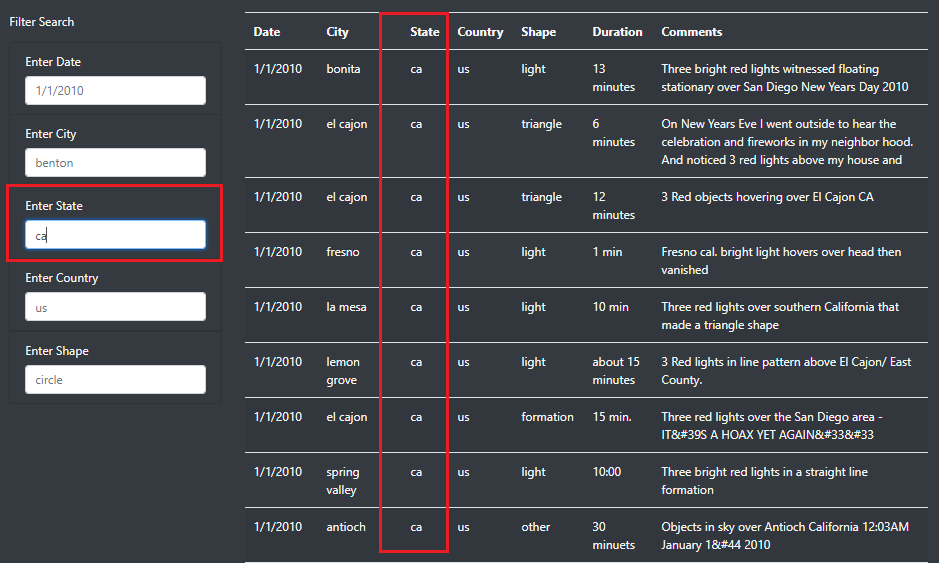 Filter Search
Enter Date
1/1/2010
Enter City
benton
Enter State
ca
Enter Country
us
Enter Shape
circle
Date City State Country Shape Duration Comments
1/1/2010 bonita ca us light 13 Three bright red lights witnessed floating
minutes stationary over San Diego New Years Day 2010
1/1/2010 el cajon ca us triangle 6 On New Years Eve I went outside to hear the
minutes celebration and fireworks in my neighbor hood.
And noticed 3 red lights above my house and
1/1/2010 el cajon ca us triangle 12 3 Red objects hovering over El Cajon CA
minutes
1/1/2010 fresno ca us light 1 min Fresno cal. bright light hovers over head then
vanished
1/1/2010 la mesa ca us light 10 min Three red lights over southern California that
made a triangle shape
1/1/2010 lemon ca us light about 15 3 Red lights in line pattern above El Cajon/ East
grove minutes County.
1/1/2010 el cajon ca us formation 15 min. Three red lights over the San Diego area -
IT&#39S A HOAX YET AGAIN&#33&#33
1/1/2010 spring ca us light 10:00 Three bright red lights in a straight line
valley formation
1/1/2010 antioch ca us other 30 Objects in sky over Antioch California 12:03AM
minuets January 1&#44 2010